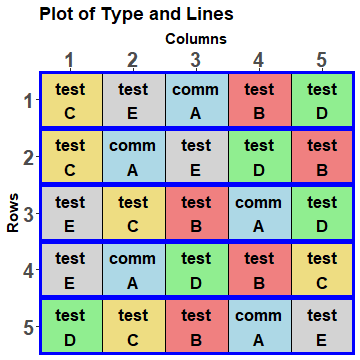 Plot of Type and Lines
Columns
1 2 3 4 5
Rows
1
test test comm test test
C E A B D
2
test comm test test test
C A E D B
3
test test test comm test
E C B A D
4
test comm test test test
E A D B C
5
test test test comm test
D C B A E